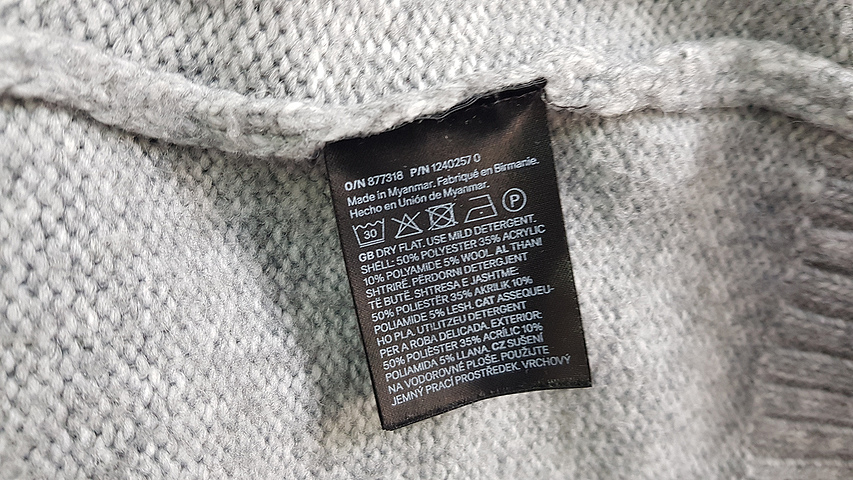 O/N 877318 P/N 1240257 0
Made in Myanmar. Fabriqué en Birmanie.
Hecho en Unión de Myanmar.
30 P
GB DRY FLAT. USE MILD DETERGENT.
SHELL: 50% POLYESTER 35% ACRYLIC
10% POLYAMIDE 5% WOOL. AL THANI
SHTRIRË. PËRDORNI DETERGJENT
TË BUTË. SHTRESA E JASHTME:
50% POLIESTËR 35% AKRILIK 10%
POLIAMIDE 5% LESH. CAT ASSEQUEU-
HO PLA. UTILITZEU DETERGENT
PER A ROBA DELICADA. EXTERIOR:
50% POLIÈSTER 35% ACRÍLIC 10%
POLIAMIDA 5% LLANA. CZ SUŠENÍ
NA VODOROVNÉ PLOŠE. POUŽIJTE
JEMNÝ PRACÍ PROSTŘEDEK. VRCHOVÝ